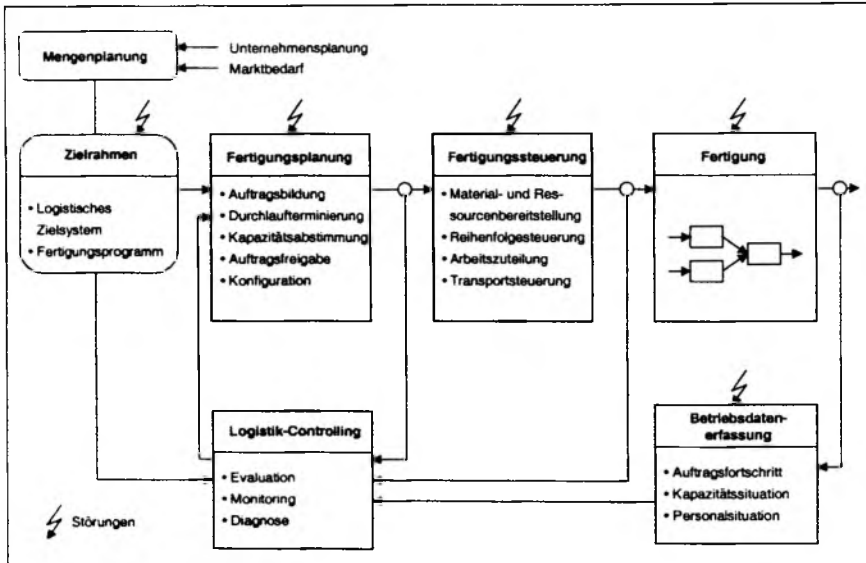 Mengenplanung
Unternehmensplanung
Marktbedarf
Zielrahmen
• Logistisches
Zielsystem
• Fertigungsprogramm
Fertigungsplanung
• Auftragsbildung
• Durchlaufterminierung
• Kapazitätsabstimmung
• Auftragsfreigabe
• Konfiguration
Fertigungssteuerung
• Material- und Res-
sourcenbereitstellung
• Reihenfolgesteuerung
• Arbeitszuteilung
• Transportsteuerung
Fertigung
Logistik-Controlling
• Evaluation
• Monitoring
• Diagnose
Betriebsdaten-
erfassung
• Auftragsfortschritt
• Kapazitätssituation
• Personalsituation
Störungen